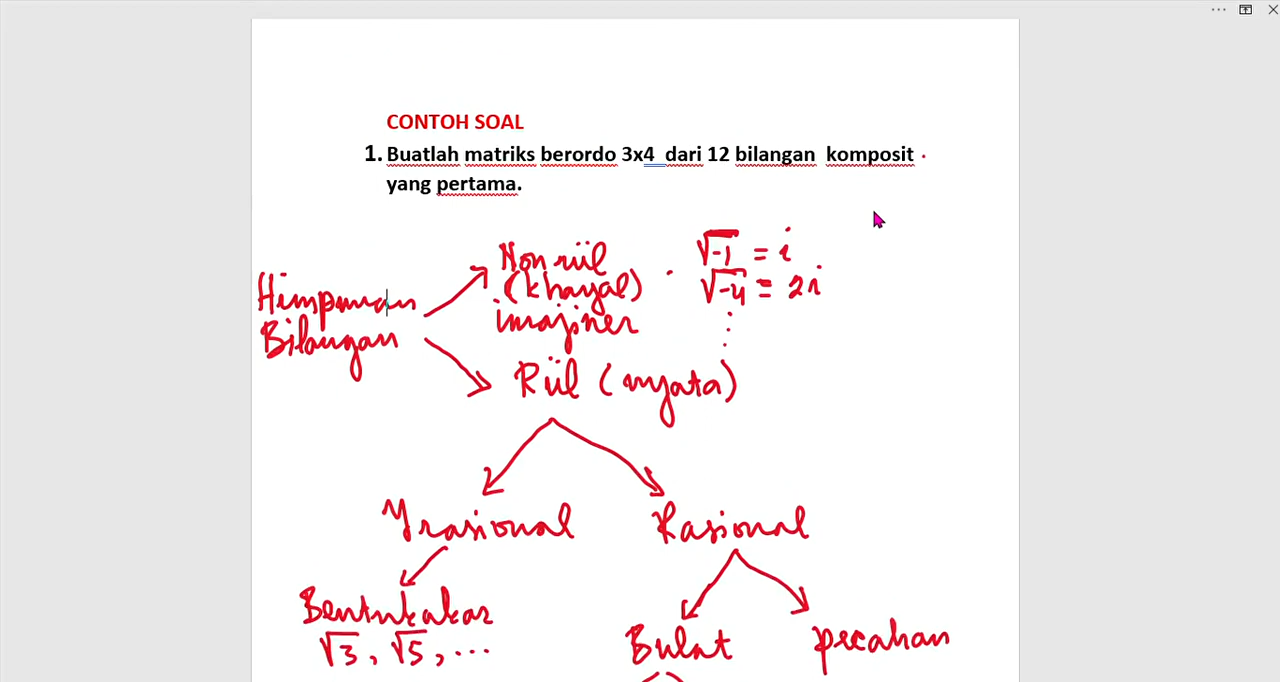 CONTOH SOAL
1. Buatlah matriks berordo 3x4 dari 12 bilangan komposit
yang pertama.
Himpunan
Bilangan
Non riil
(khayal)
imajiner
√-1 = i
√-4 = 2i
⋮
Riil (nyata)
Yrasional
Rasional
Bentuk akar
√3, √5, ...
Bulat
pecahan